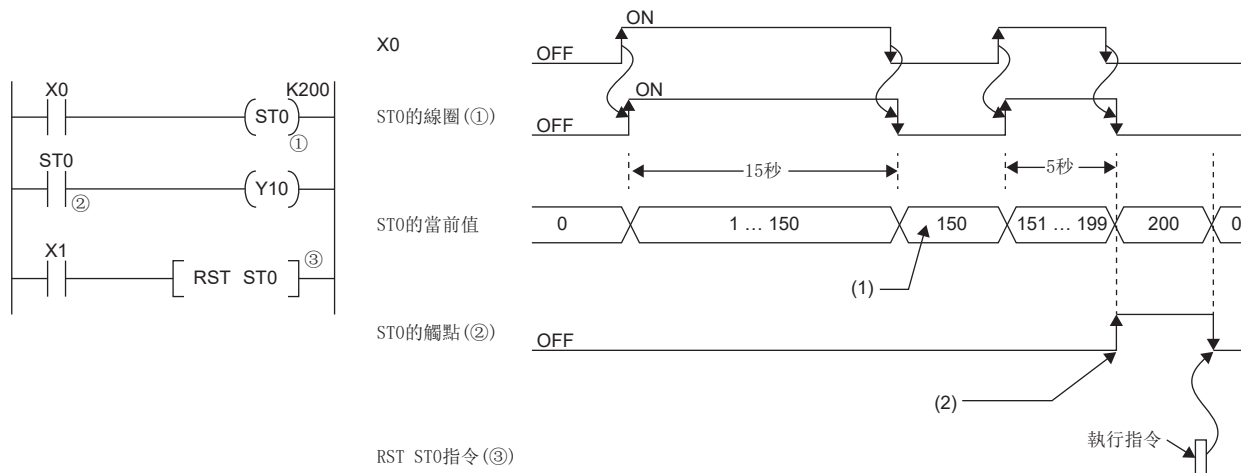 X0
K200
ST0
①
ST0
②
Y10
X1
RST ST0
③
X0
OFF
ON
ST0的線圈(①)
OFF
ON
15秒
5秒
ST0的當前值
0
1 … 150
150
151 … 199
200
0
(1)
ST0的觸點(②)
OFF
(2)
RST ST0指令(③)
執行指令